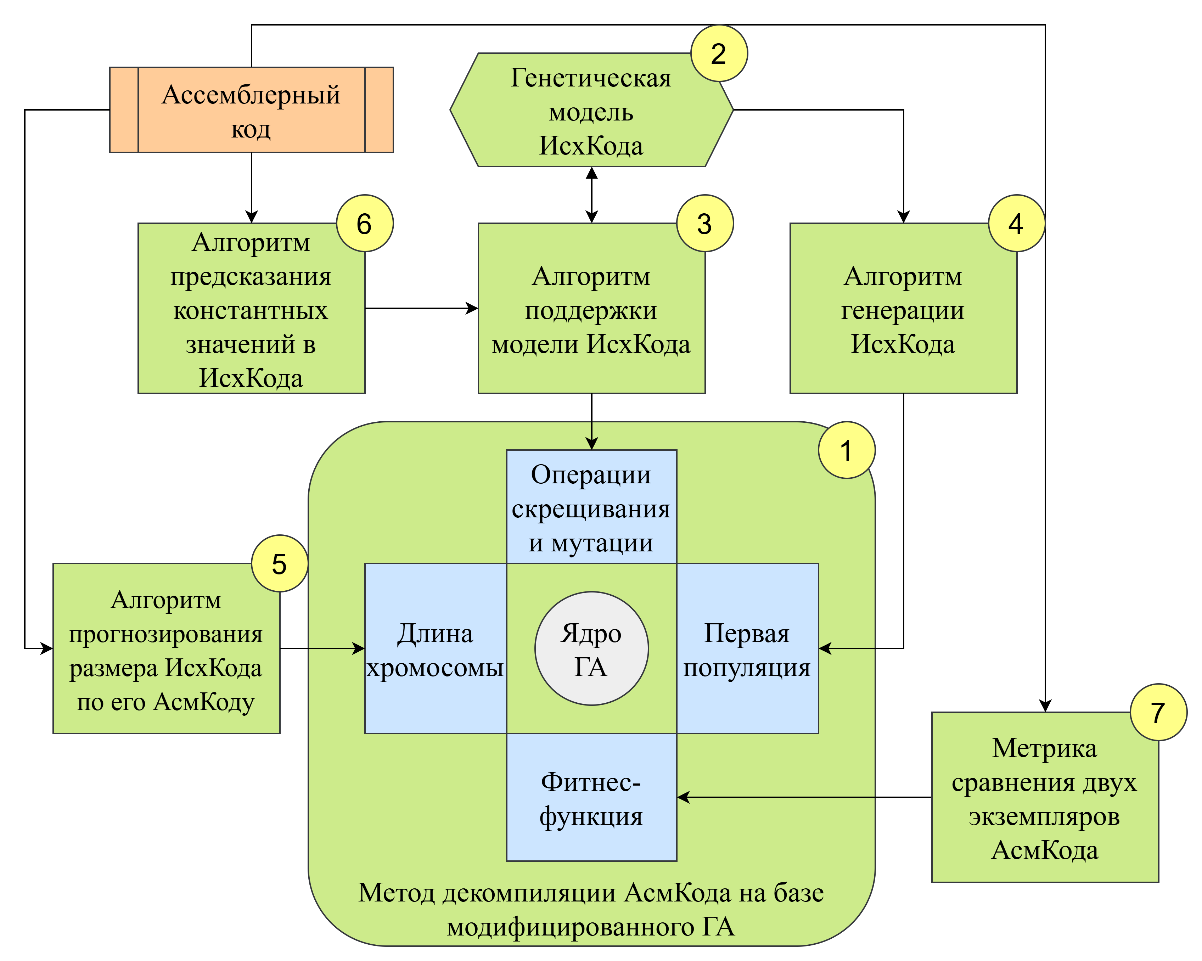 2
Ассемблерный
код
Генетическая
модель
ИсхКода
6
3
4
Алгоритм
предсказания
константных
значений в
ИсхКода
Алгоритм
поддержки
модели ИсхКода
Алгоритм
генерации
ИсхКода
1
Операции
скрещивания
и мутации
5
Алгоритм
прогнозирования
размера ИсхКода
по его АсмКоду
Длина
хромосомы
Ядро
ГА
Первая
популяция
7
Фитнес-
функция
Метрика
сравнения двух
экземпляров
АсмКода
Метод декомпиляции АсмКода на базе
модифицированного ГА